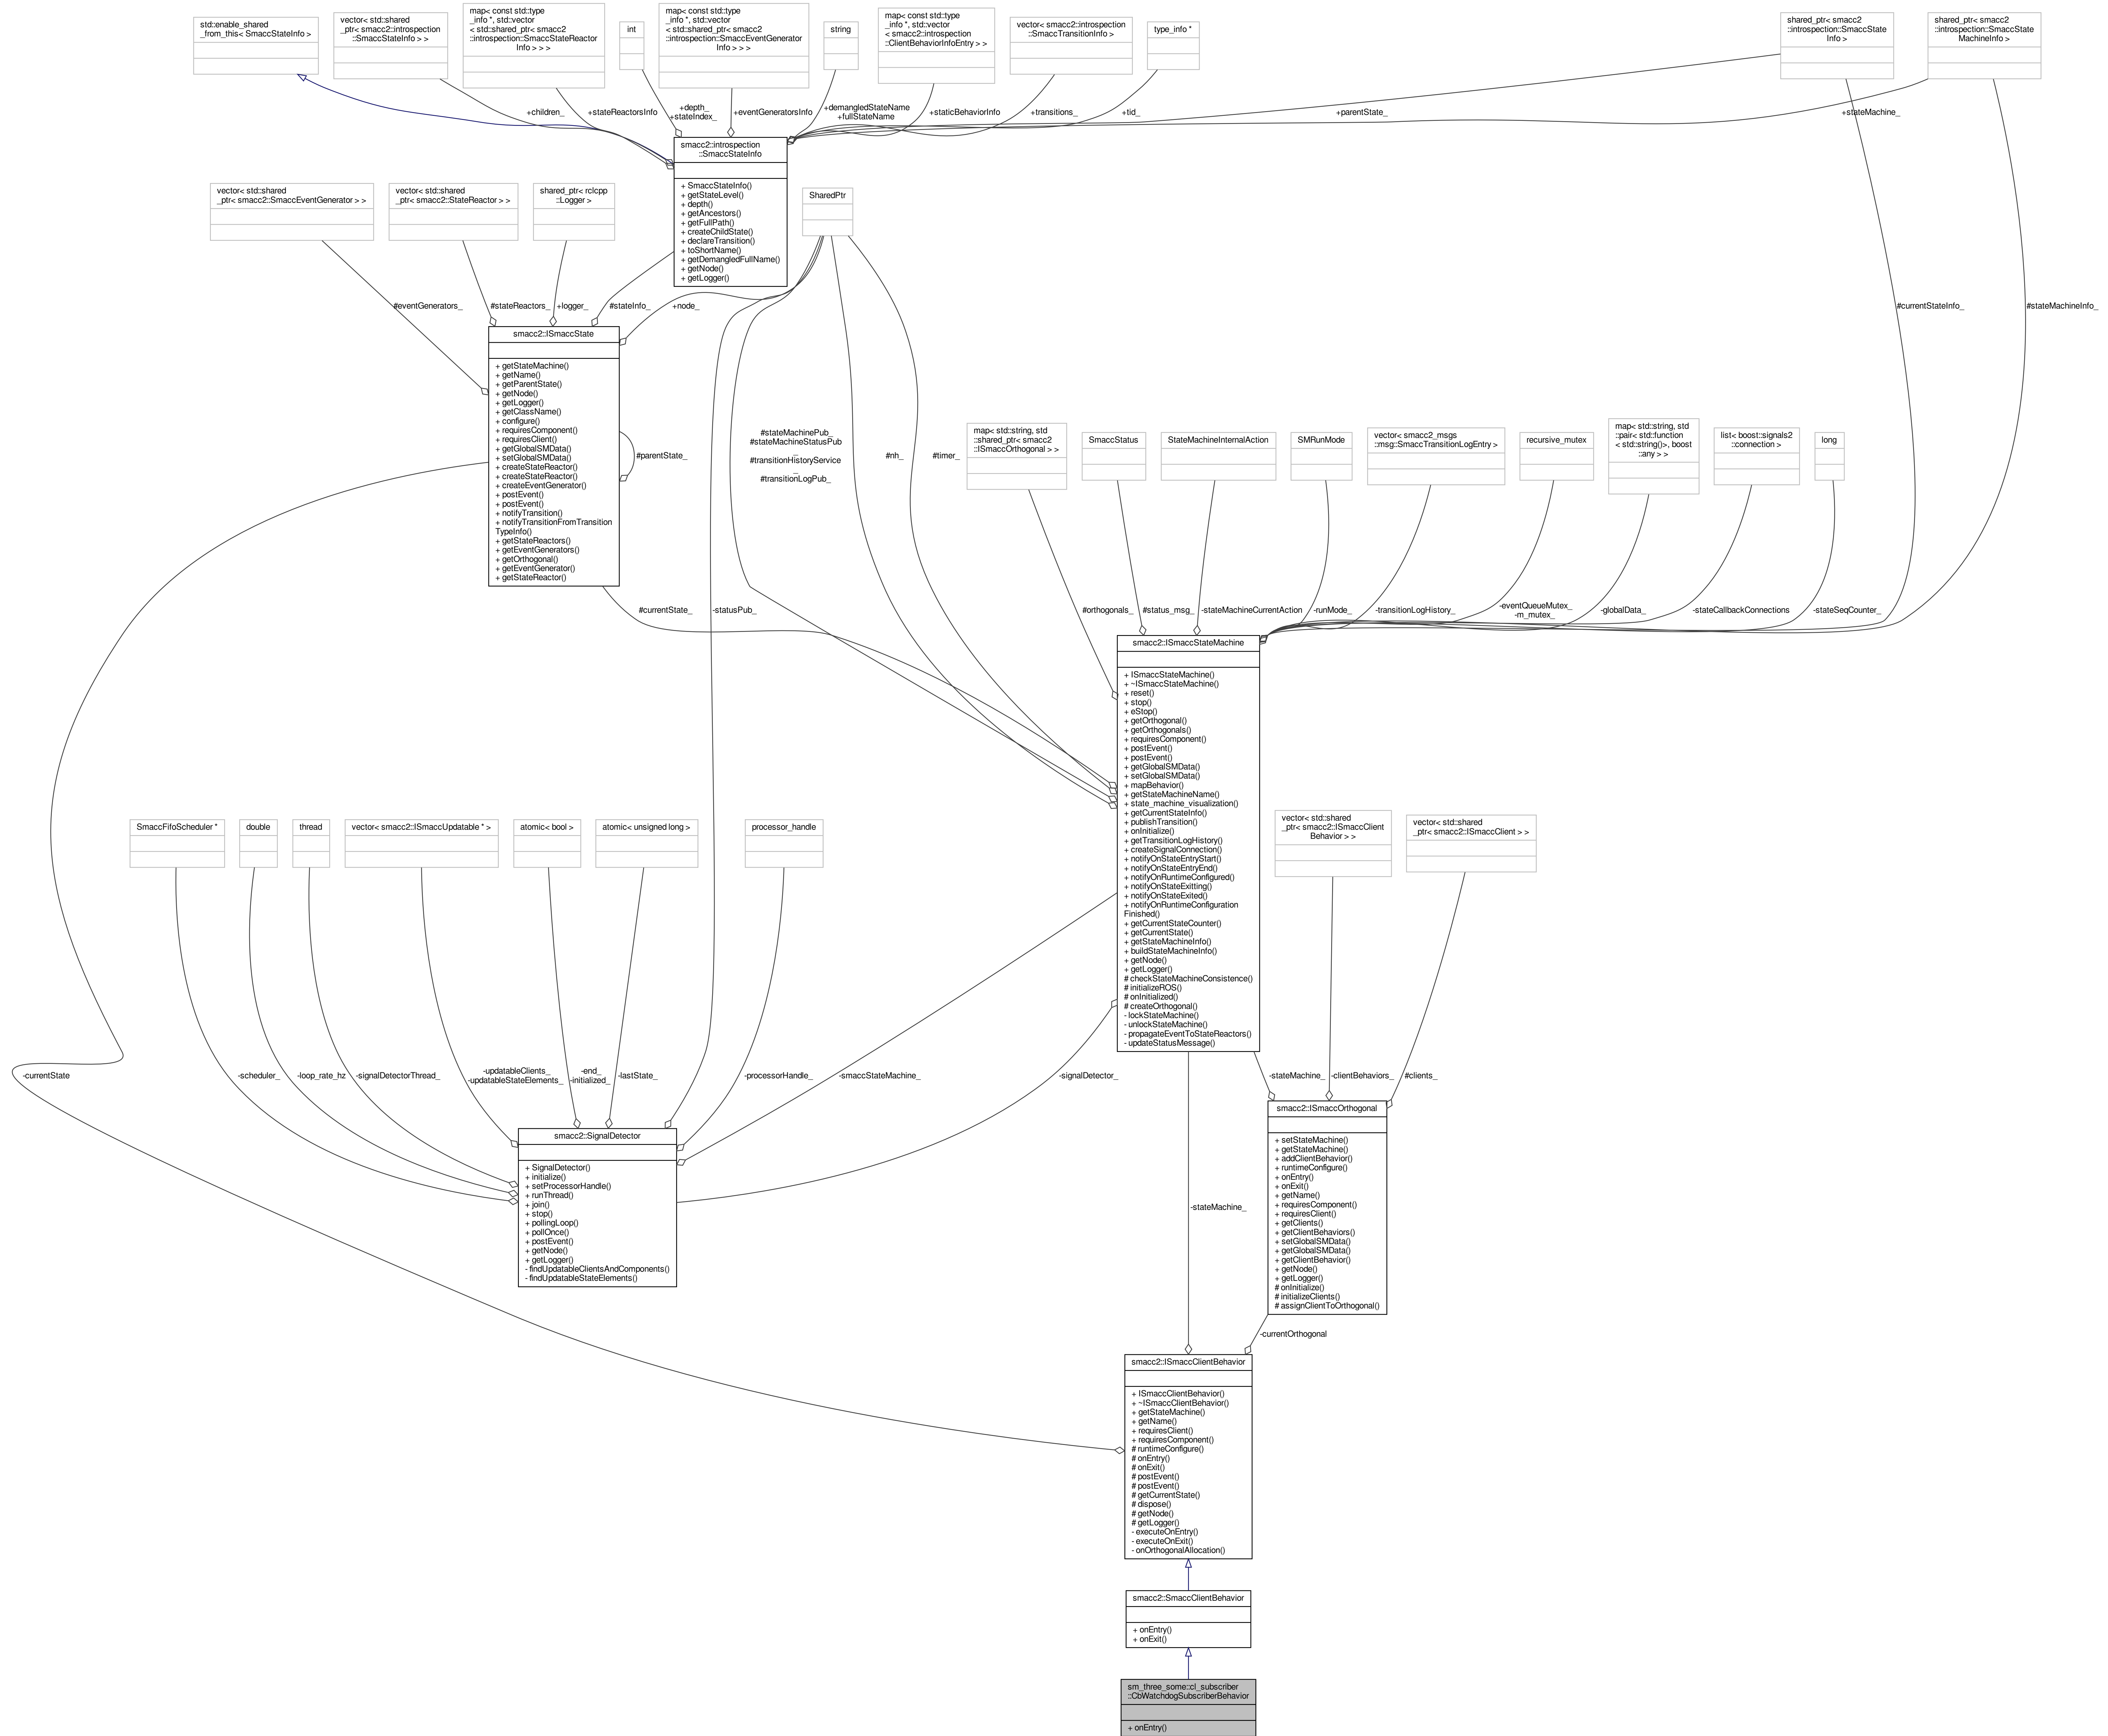 std::enable_shared
_from_this< SmaccStateInfo >
vector< std::shared
_ptr< smacc2::introspection
::SmaccStateInfo > >
map< const std::type
_info *, std::vector
< std::shared_ptr< smacc2
::introspection::SmaccStateReactor
Info > > >
int
map< const std::type
_info *, std::vector
< std::shared_ptr< smacc2
::introspection::SmaccEventGenerator
Info > > >
string
map< const std::type
_info *, std::vector
< smacc2::introspection
::ClientBehaviorInfoEntry > >
vector< smacc2::introspection
::SmaccTransitionInfo >
type_info *
shared_ptr< smacc2
::introspection::SmaccState
Info >
shared_ptr< smacc2
::introspection::SmaccState
MachineInfo >
+children_
+stateReactorsInfo
+depth_
+stateIndex_
+eventGeneratorsInfo
+demangledStateName
+fullStateName
+staticBehaviorInfo
+transitions_
+tid_
+parentState_
+stateMachine_
smacc2::introspection
::SmaccStateInfo
+ SmaccStateInfo()
+ getStateLevel()
+ depth()
+ getAncestors()
+ getFullPath()
+ createChildState()
+ declareTransition()
+ toShortName()
+ getDemangledFullName()
+ getNode()
+ getLogger()
vector< std::shared
_ptr< smacc2::SmaccEventGenerator > >
vector< std::shared
_ptr< smacc2::StateReactor > >
shared_ptr< rclcpp
::Logger >
SharedPtr
#eventGenerators_
#stateReactors_
+logger_
#stateInfo_
+node_
#currentStateInfo_
#stateMachineInfo_
smacc2::ISmaccState
+ getStateMachine()
+ getName()
+ getParentState()
+ getNode()
+ getLogger()
+ getClassName()
+ configure()
+ requiresComponent()
+ requiresClient()
+ getGlobalSMData()
+ setGlobalSMData()
+ createStateReactor()
+ createStateReactor()
+ createEventGenerator()
+ postEvent()
+ postEvent()
+ notifyTransition()
+ notifyTransitionFromTransition
TypeInfo()
+ getStateReactors()
+ getEventGenerators()
+ getOrthogonal()
+ getEventGenerator()
+ getStateReactor()
#parentState_
#stateMachinePub_
#stateMachineStatusPub
_
#transitionHistoryService
_
#transitionLogPub_
#nh_
#timer_
map< std::string, std
::shared_ptr< smacc2
::ISmaccOrthogonal > >
SmaccStatus
StateMachineInternalAction
SMRunMode
vector< smacc2_msgs
::msg::SmaccTransitionLogEntry >
recursive_mutex
map< std::string, std
::pair< std::function
< std::string()>, boost
::any > >
list< boost::signals2
::connection >
long
#currentState_
-statusPub_
#orthogonals_
#status_msg_
-stateMachineCurrentAction
-runMode_
-transitionLogHistory_
-eventQueueMutex_
-m_mutex_
-globalData_
-stateCallbackConnections
-stateSeqCounter_
smacc2::ISmaccStateMachine
+ ISmaccStateMachine()
+ ~ISmaccStateMachine()
+ reset()
+ stop()
+ eStop()
+ getOrthogonal()
+ getOrthogonals()
+ requiresComponent()
+ postEvent()
+ postEvent()
+ getGlobalSMData()
+ setGlobalSMData()
+ mapBehavior()
+ getStateMachineName()
+ state_machine_visualization()
+ getCurrentStateInfo()
+ publishTransition()
+ onInitialize()
+ getTransitionLogHistory()
+ createSignalConnection()
+ notifyOnStateEntryStart()
+ notifyOnStateEntryEnd()
+ notifyOnRuntimeConfigured()
+ notifyOnStateExitting()
+ notifyOnStateExited()
+ notifyOnRuntimeConfiguration
Finished()
+ getCurrentStateCounter()
+ getCurrentState()
+ getStateMachineInfo()
+ buildStateMachineInfo()
+ getNode()
+ getLogger()
# checkStateMachineConsistence()
# initializeROS()
# onInitialized()
# createOrthogonal()
- lockStateMachine()
- unlockStateMachine()
- propagateEventToStateReactors()
- updateStatusMessage()
SmaccFifoScheduler *
double
thread
vector< smacc2::ISmaccUpdatable * >
atomic< bool >
atomic< unsigned long >
processor_handle
vector< std::shared
_ptr< smacc2::ISmaccClient
Behavior > >
vector< std::shared
_ptr< smacc2::ISmaccClient > >
-currentState
-scheduler_
-loop_rate_hz
-signalDetectorThread_
-updatableClients_
-updatableStateElements_
-end_
-initialized_
-lastState_
-processorHandle_
-smaccStateMachine_
-signalDetector_
-stateMachine_
-clientBehaviors_
#clients_
smacc2::SignalDetector
+ SignalDetector()
+ initialize()
+ setProcessorHandle()
+ runThread()
+ join()
+ stop()
+ pollingLoop()
+ pollOnce()
+ postEvent()
+ getNode()
+ getLogger()
- findUpdatableClientsAndComponents()
- findUpdatableStateElements()
smacc2::ISmaccOrthogonal
+ setStateMachine()
+ getStateMachine()
+ addClientBehavior()
+ runtimeConfigure()
+ onEntry()
+ onExit()
+ getName()
+ requiresComponent()
+ requiresClient()
+ getClients()
+ getClientBehaviors()
+ setGlobalSMData()
+ getGlobalSMData()
+ getClientBehavior()
+ getNode()
+ getLogger()
# onInitialize()
# initializeClients()
# assignClientToOrthogonal()
-stateMachine_
-currentOrthogonal
smacc2::ISmaccClientBehavior
+ ISmaccClientBehavior()
+ ~ISmaccClientBehavior()
+ getStateMachine()
+ getName()
+ requiresClient()
+ requiresComponent()
# runtimeConfigure()
# onEntry()
# onExit()
# postEvent()
# postEvent()
# getCurrentState()
# dispose()
# getNode()
# getLogger()
- executeOnEntry()
- executeOnExit()
- onOrthogonalAllocation()
smacc2::SmaccClientBehavior
+ onEntry()
+ onExit()
sm_three_some::cl_subscriber
::CbWatchdogSubscriberBehavior
+ onEntry()